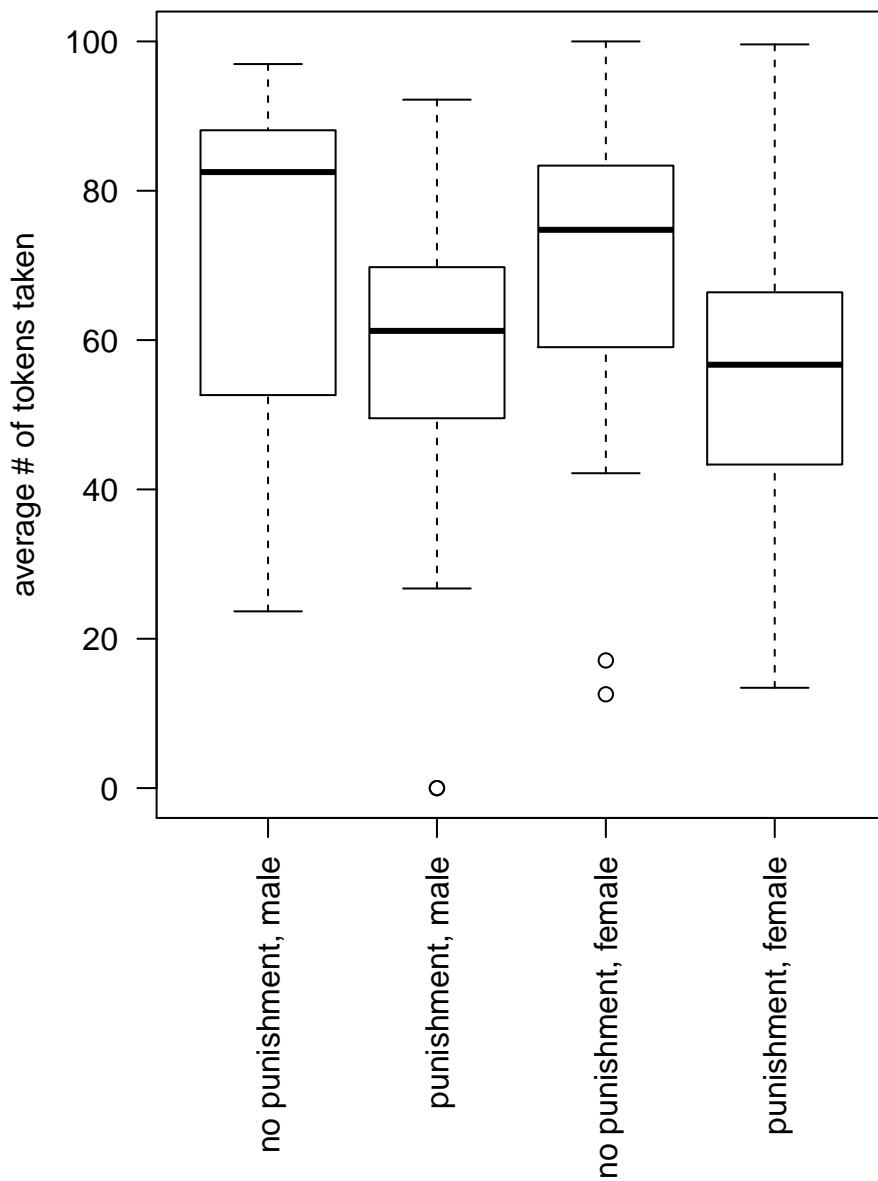 average # of tokens taken
100
80
60
40
20
0
no punishment, male
punishment, male
no punishment, female
punishment, female